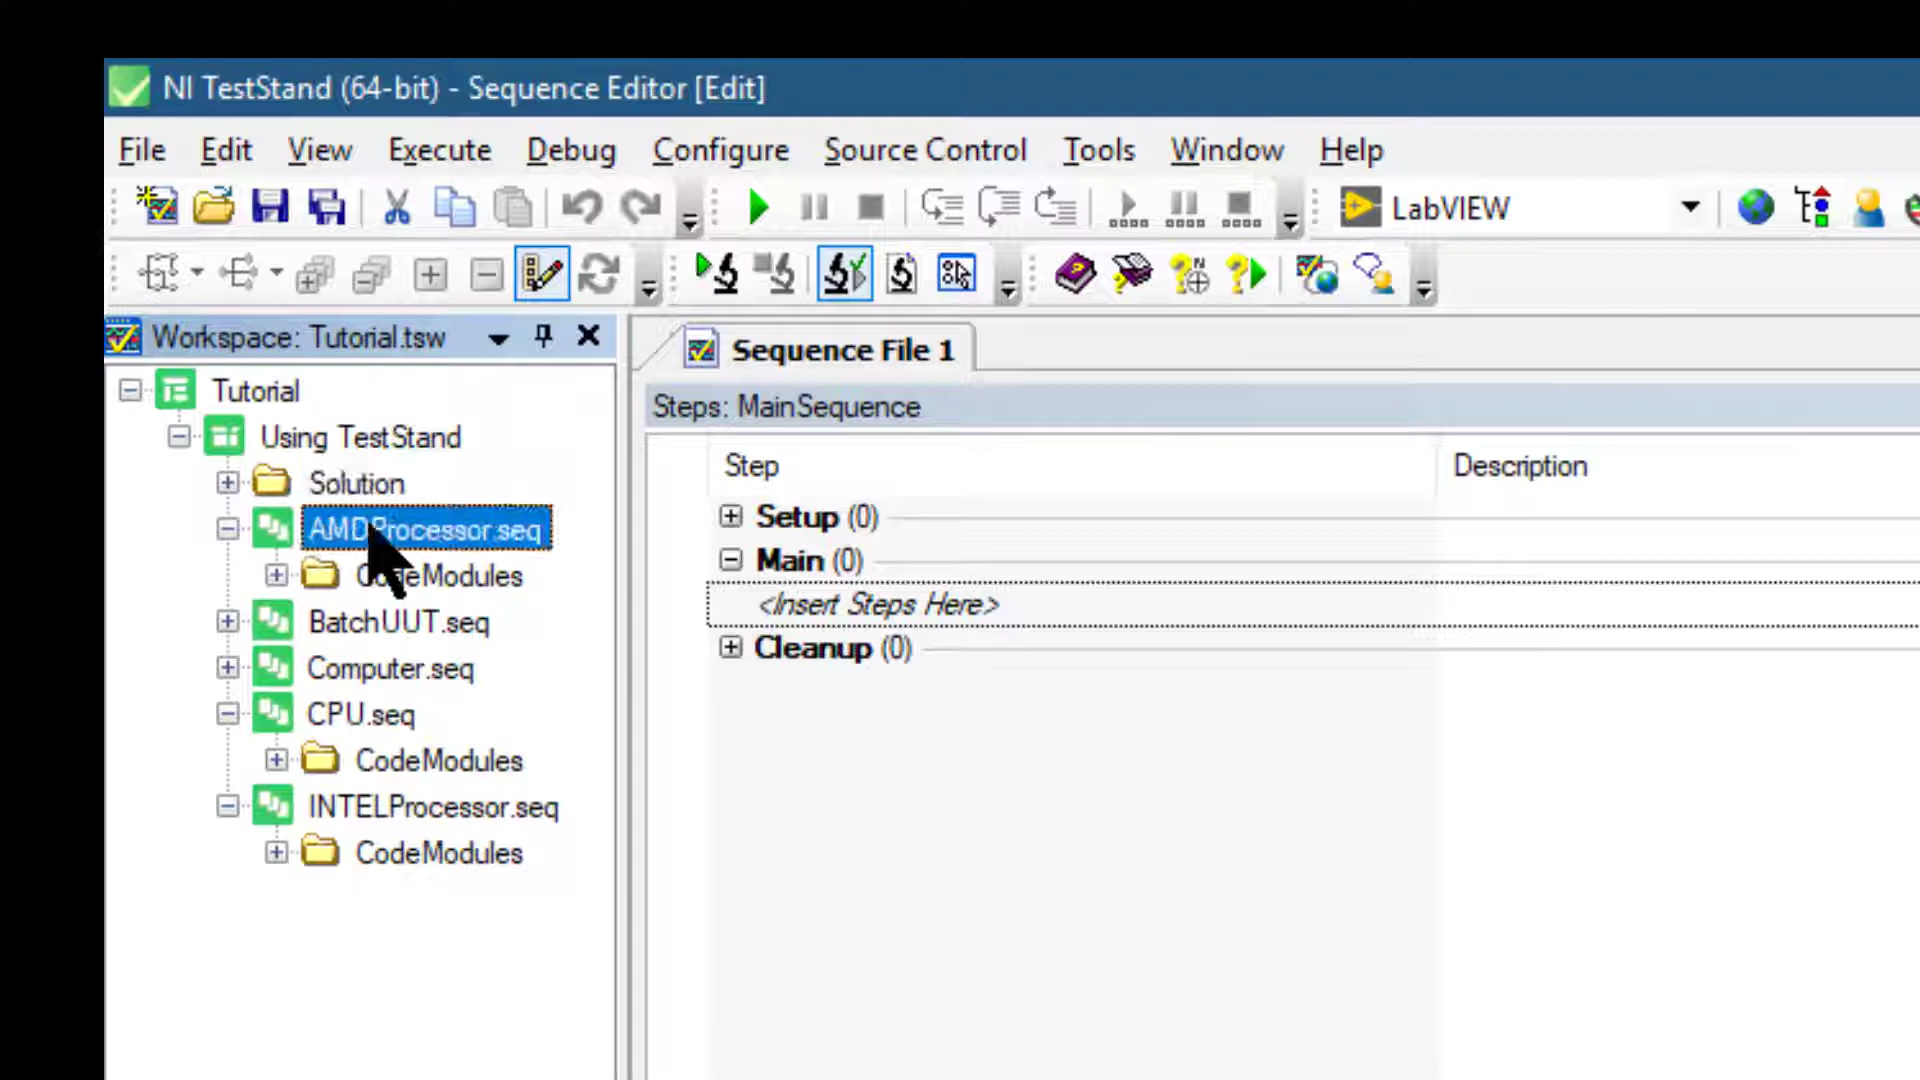 NI TestStand (64-bit) - Sequence Editor [Edit]
File Edit View Execute Debug Configure Source Control Tools Window Help
LabVIEW
Workspace: Tutorial.tsw
Sequence File 1
Tutorial
Steps: MainSequence
Using TestStand
Step Description
Solution
Setup (0)
AMDProcessor.seq
Main (0)
CodeModules
<Insert Steps Here>
BatchUUT.seq
Cleanup (0)
Computer.seq
CPU.seq
CodeModules
INTELProcessor.seq
CodeModules